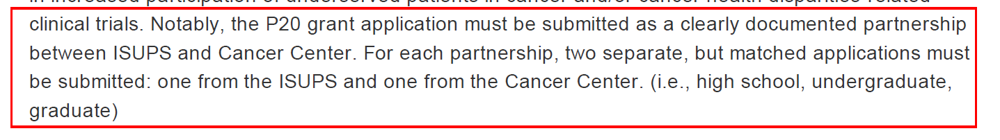 in increased participation of underserved patients in cancer and/or cancer health disparities related
clinical trials. Notably, the P20 grant application must be submitted as a clearly documented partnership
between ISUPS and Cancer Center. For each partnership, two separate, but matched applications must
be submitted: one from the ISUPS and one from the Cancer Center. (i.e., high school, undergraduate,
graduate)